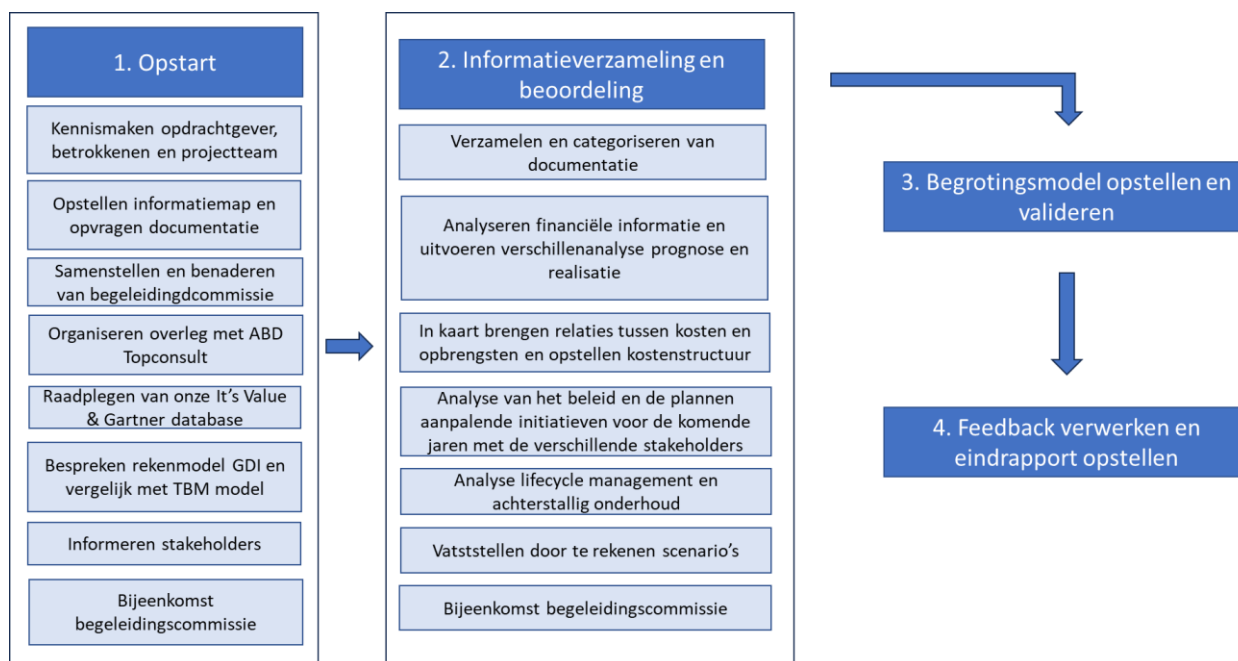 1. Opstart
Kennismaken opdrachtgever,
betrokkenen en projectteam
Opstellen informatiemap en
opvragen documentatie
Samenstellen en benaderen
van begeleidingdcommissie
Organiseren overleg met ABD
Topconsult
Raadplegen van onze It’s Value
& Gartner database
Bespreken rekenmodel GDI en
vergelijk met TBM model
Informeren stakeholders
Bijeenkomst
begeleidingscommissie
2. Informatieverzameling en
beoordeling
Verzamelen en categoriseren van
documentatie
Analyseren financiële informatie en
uitvoeren verschillenanalyse prognose en
realisatie
In kaart brengen relaties tussen kosten en
opbrengsten en opstellen kostenstructuur
Analyse van het beleid en de plannen
aanpalende initiatieven voor de komende
jaren met de verschillende stakeholders
Analyse lifecycle management en
achterstallig onderhoud
Vatststellen door te rekenen scenario’s
Bijeenkomst begeleidingscommissie
3. Begrotingsmodel opstellen en
valideren
4. Feedback verwerken en
eindrapport opstellen